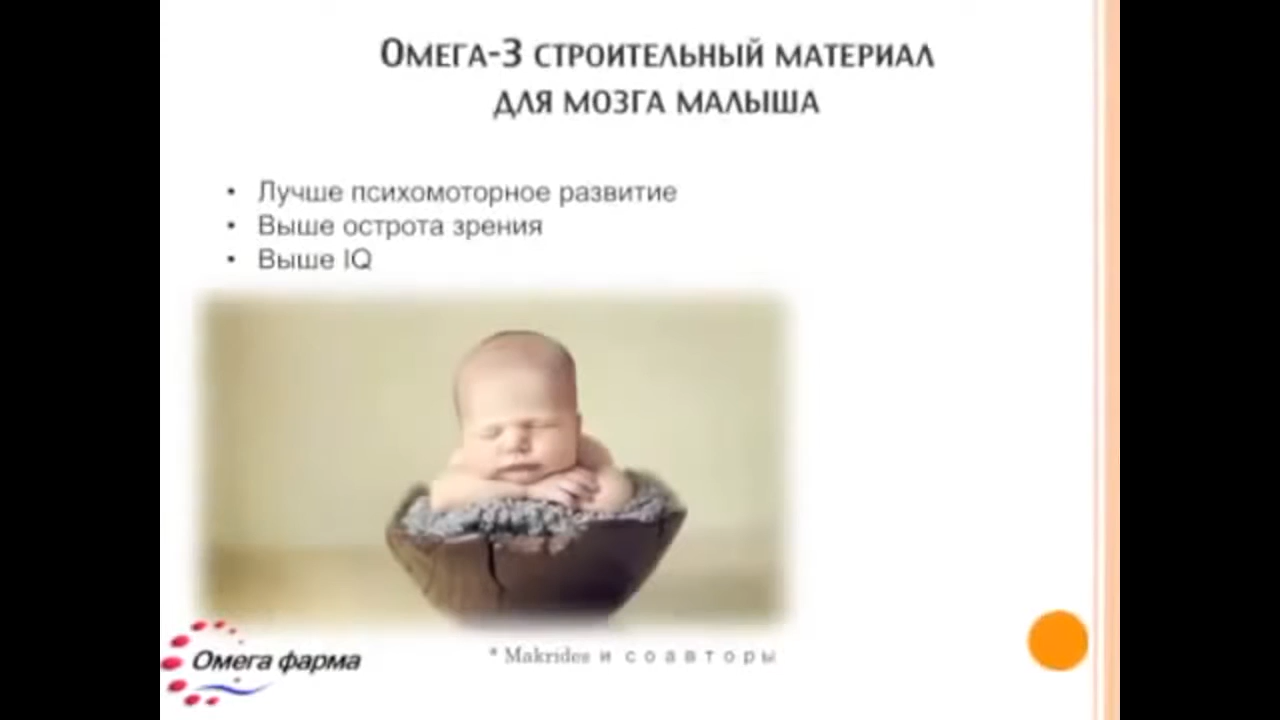 Омега-3 строительный материал
для мозга малыша
• Лучше психомоторное развитие
• Выше острота зрения
• Выше IQ
* Makrides и соавторы
Омега фарма